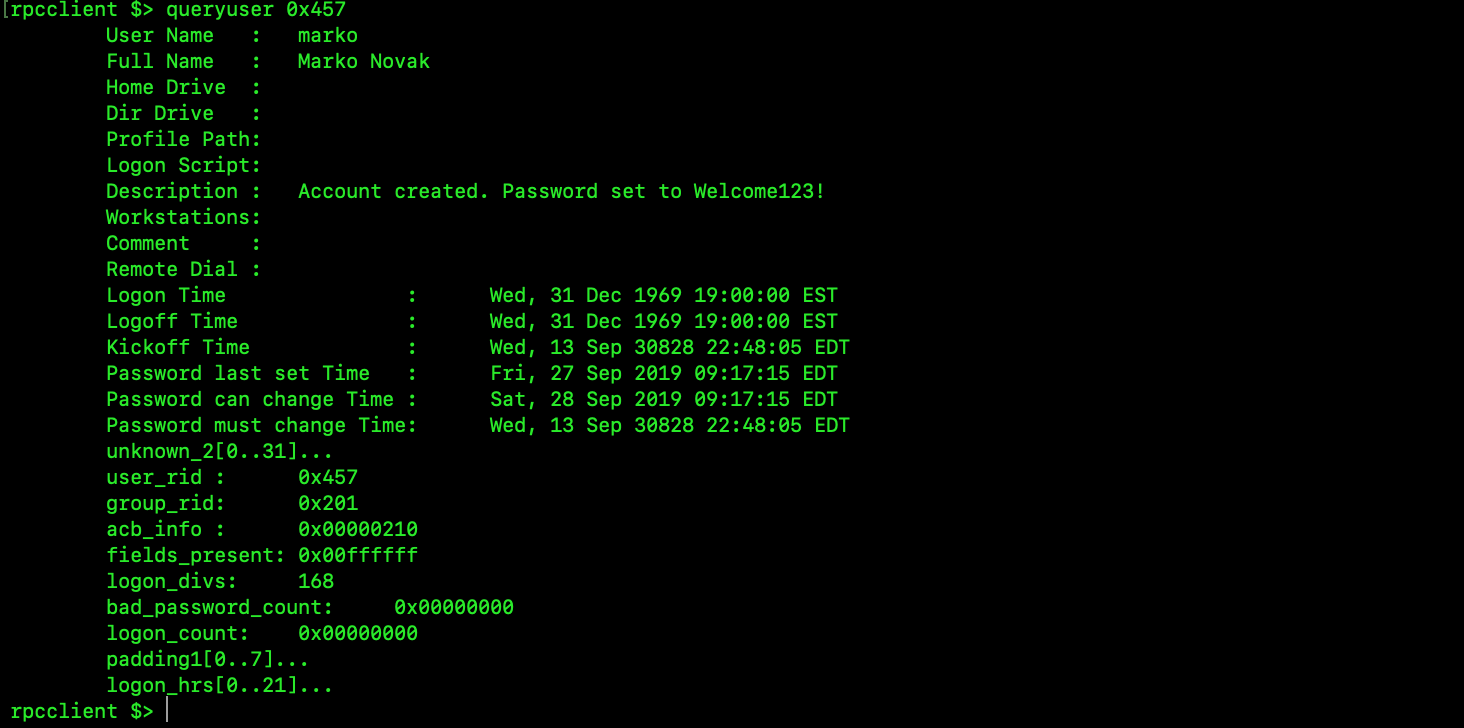 [rpcclient $> queryuser 0x457
User Name   :   marko
Full Name   :   Marko Novak
Home Drive  :
Dir Drive   :
Profile Path:
Logon Script:
Description :   Account created. Password set to Welcome123!
Workstations:
Comment     :
Remote Dial :
Logon Time               :      Wed, 31 Dec 1969 19:00:00 EST
Logoff Time              :      Wed, 31 Dec 1969 19:00:00 EST
Kickoff Time             :      Wed, 13 Sep 30828 22:48:05 EDT
Password last set Time   :      Fri, 27 Sep 2019 09:17:15 EDT
Password can change Time :      Sat, 28 Sep 2019 09:17:15 EDT
Password must change Time:      Wed, 13 Sep 30828 22:48:05 EDT
unknown_2[0..31]...
user_rid :      0x457
group_rid:      0x201
acb_info :      0x00000210
fields_present: 0x00ffffff
logon_divs:     168
bad_password_count:     0x00000000
logon_count:    0x00000000
padding1[0..7]...
logon_hrs[0..21]...
rpcclient $>